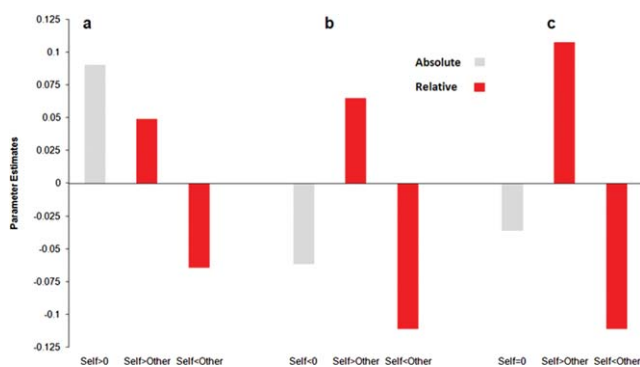 a b c
0.125
0.1
0.075
0.05
0.025
0
-0.025
-0.05
-0.075
-0.1
-0.125
Parameter Estimates
Absolute
Relative
Self>0 Self>Other Self<Other Self<0 Self>Other Self<Other Self=0 Self>Other Self<Other